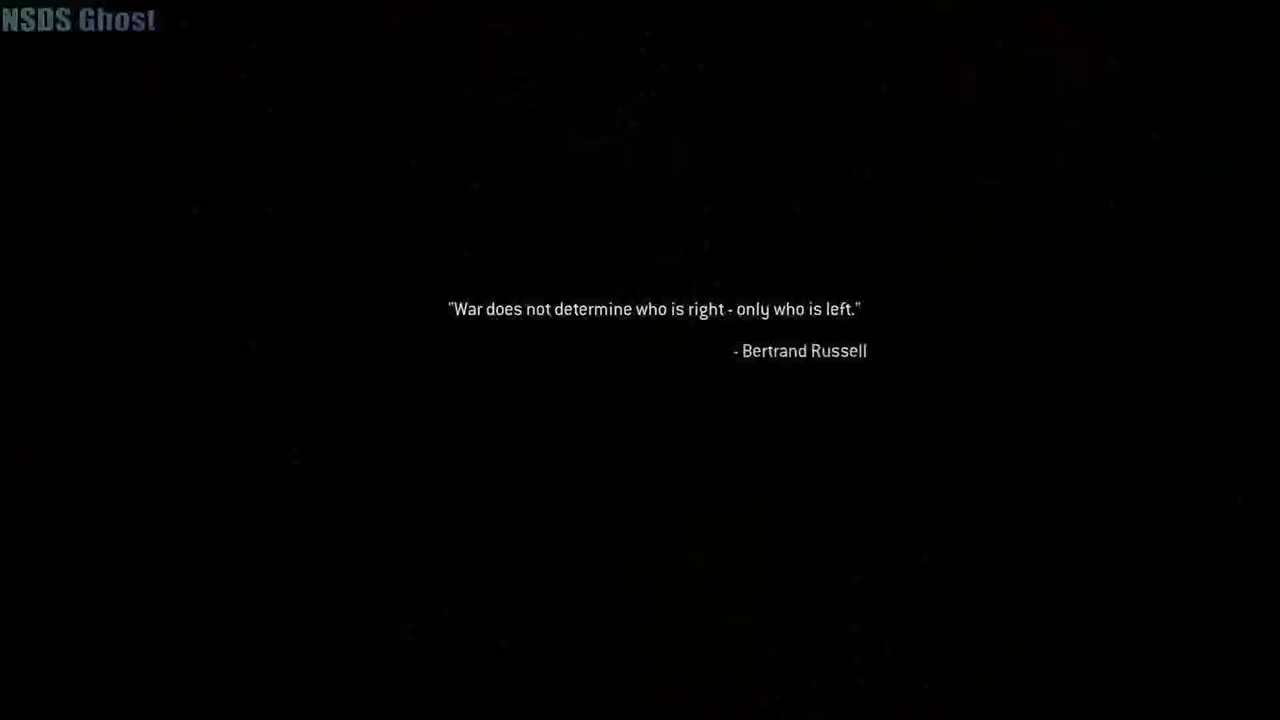 NSDS Ghost
"War does not determine who is right - only who is left."
- Bertrand Russell